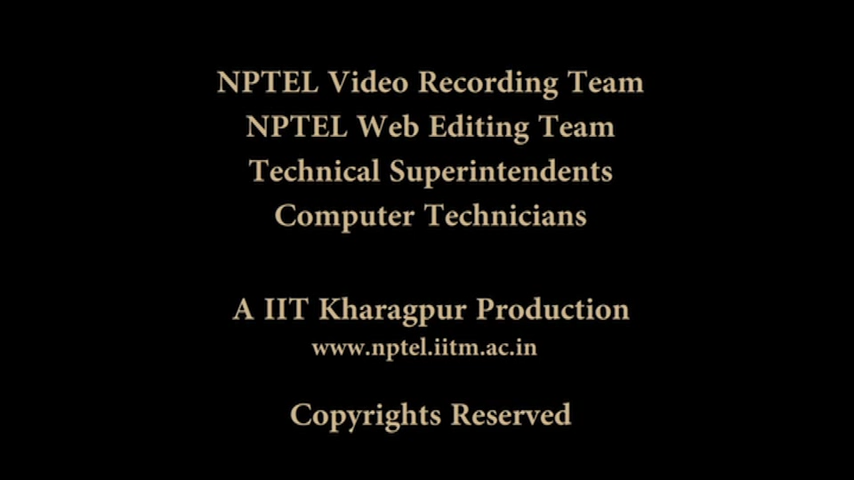 NPTEL Video Recording Team
NPTEL Web Editing Team
Technical Superintendents
Computer Technicians
A IIT Kharagpur Production
www.nptel.iitm.ac.in
Copyrights Reserved